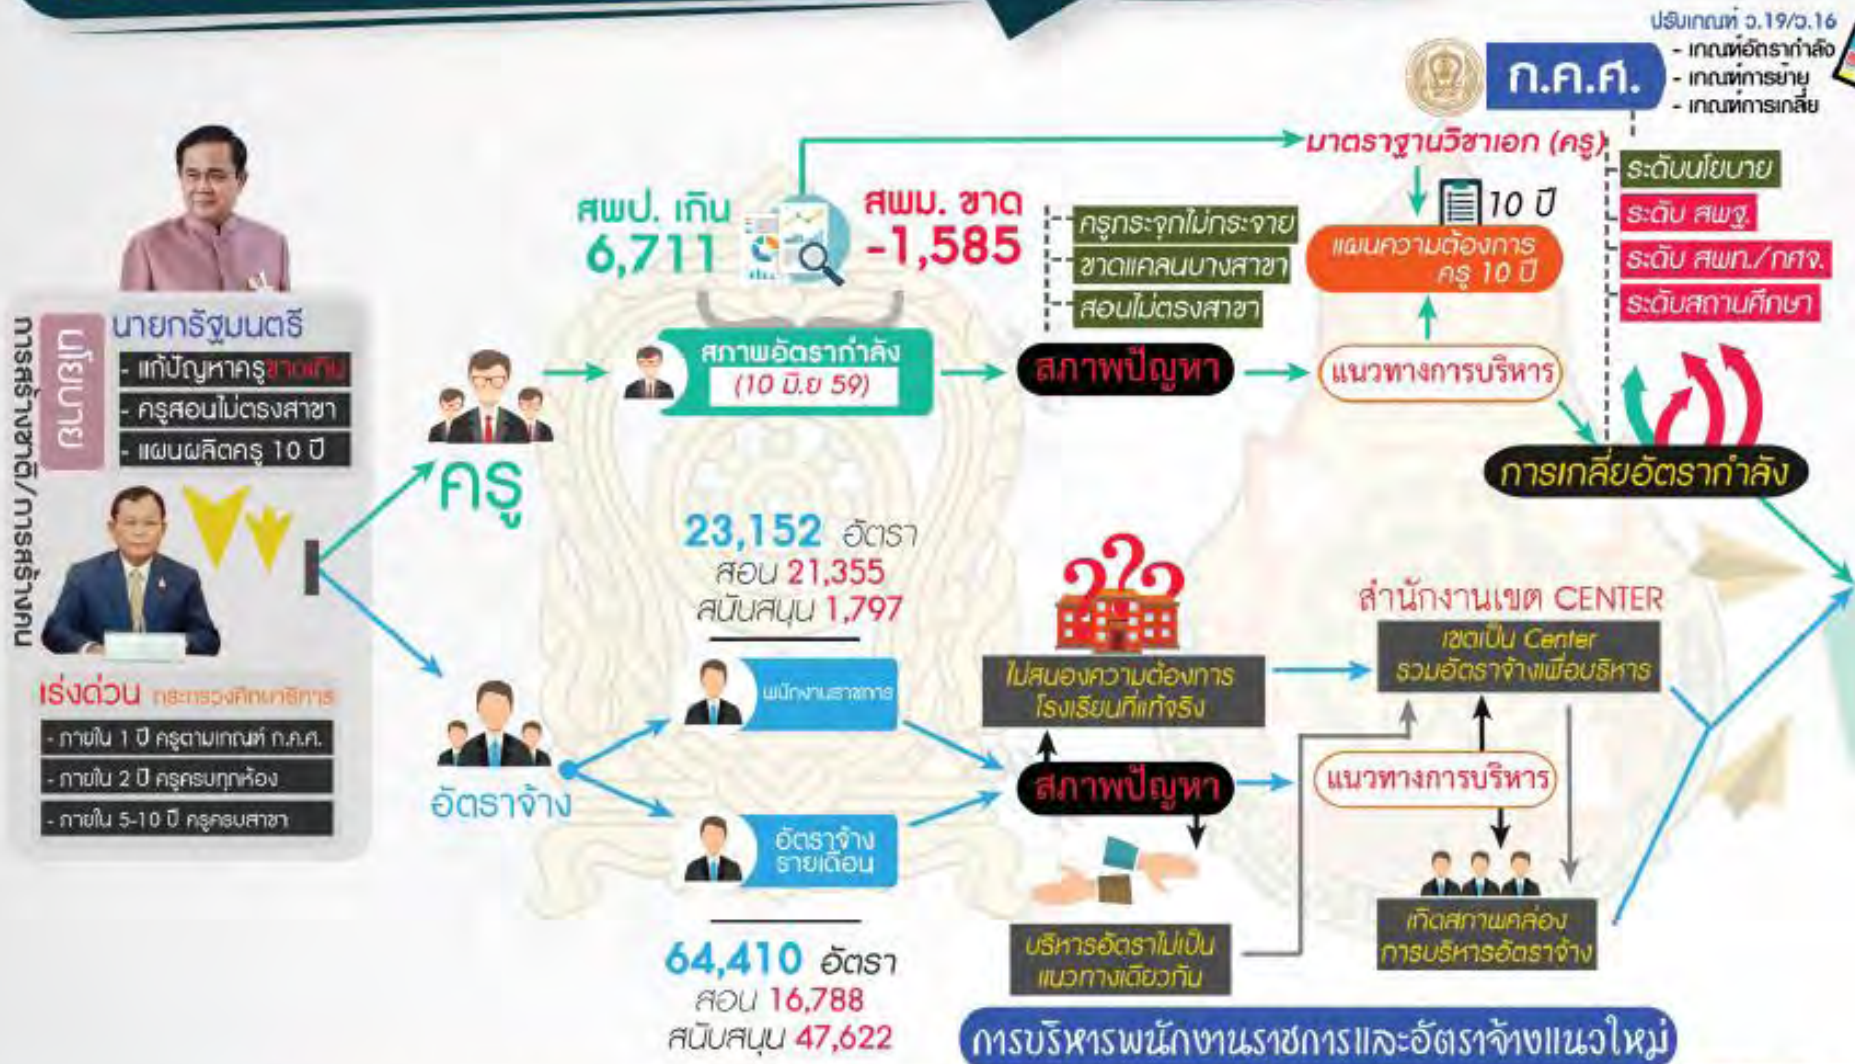 ปรับเกณฑ์ ว.19/ว.16
- เกณฑ์อัตรากำลัง
- เกณฑ์การย้าย
- เกณฑ์การเกลี่ย
ก.ค.ศ.
มาตราฐานวิชาเอก (ครู)
ระดับนโยบาย
ระดับ สพฐ.
ระดับ สพท./กศจ.
ระดับสถานศึกษา
10 ปี
แผนความต้องการ
ครู 10 ปี
สพป. เกิน
6,711
สพม. ขาด
-1,585
ครูกระจุกไม่กระจาย
ขาดแคลนบางสาขา
สอนไม่ตรงสาขา
สภาพอัตรากำลัง
(10 มิ.ย 59)
สภาพปัญหา
แนวทางการบริหาร
การเกลี่ยอัตรากำลัง
การสร้างชาติ/การสร้างคน
นโยบาย
นายกรัฐมนตรี
- แก้ปัญหาครูขาดเกิน
- ครูสอนไม่ตรงสาขา
- แผนผลิตครู 10 ปี
เร่งด่วน กระทรวงศึกษาธิการ
- ภายใน 1 ปี ครูตามเกณฑ์ ก.ค.ศ.
- ภายใน 2 ปี ครูครบทุกห้อง
- ภายใน 5-10 ปี ครูครบสาขา
ครู
อัตราจ้าง
23,152 อัตรา
สอน 21,355
สนับสนุน 1,797
พนักงานราชการ
อัตราจ้าง
รายเดือน
64,410 อัตรา
สอน 16,788
สนับสนุน 47,622
ไม่สนองความต้องการ
โรงเรียนที่แท้จริง
สภาพปัญหา
บริหารอัตราไม่เป็น
แนวทางเดียวกัน
สำนักงานเขต CENTER
เขตเป็น Center
รวมอัตราจ้างเพื่อบริหาร
แนวทางการบริหาร
เกิดสภาพคล่อง
การบริหารอัตราจ้าง
การบริหารพนักงานราชการและอัตราจ้างแนวใหม่